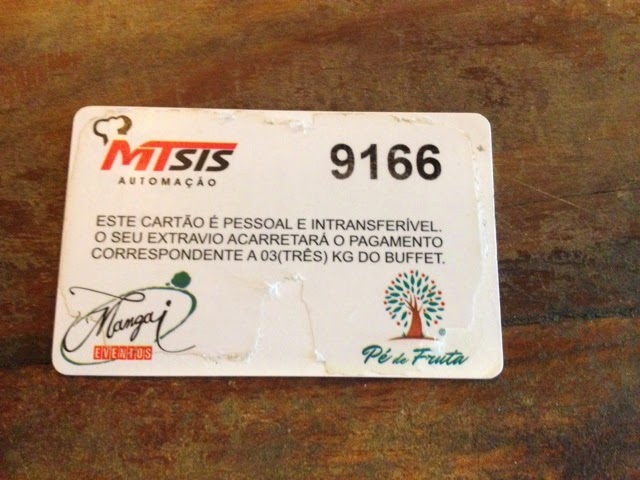 MTSIS
AUTOMAÇÃO
9166
ESTE CARTÃO É PESSOAL E INTRANSFERÍVEL.
O SEU EXTRAVIO ACARRETARÁ O PAGAMENTO
CORRESPONDENTE A 03(TRÊS) KG DO BUFFET.
Mangai
EVENTOS
®
Pé de Fruta